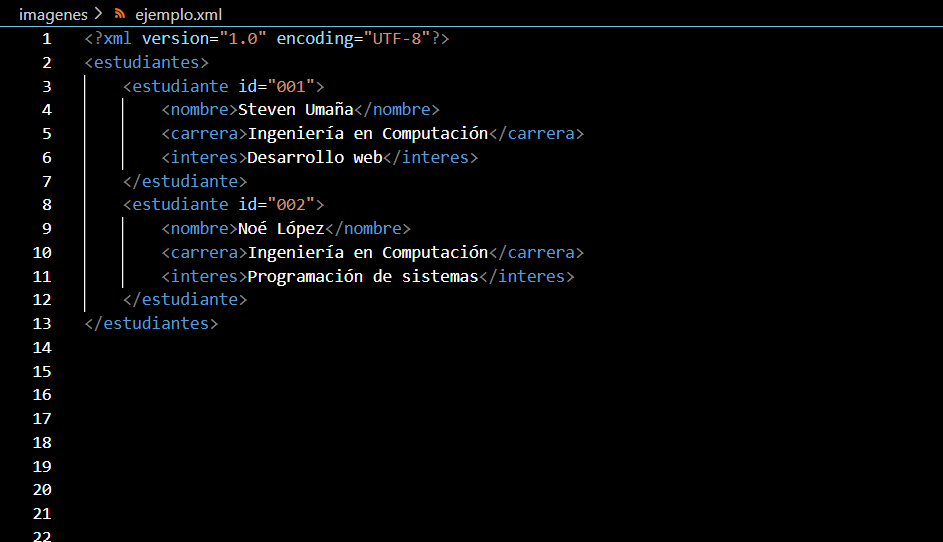 imagenes > ejemplo.xml
1 <?xml version="1.0" encoding="UTF-8"?>
2 <estudiantes>
3     <estudiante id="001">
4         <nombre>Steven Umaña</nombre>
5         <carrera>Ingeniería en Computación</carrera>
6         <interes>Desarrollo web</interes>
7     </estudiante>
8     <estudiante id="002">
9         <nombre>Noé López</nombre>
10         <carrera>Ingeniería en Computación</carrera>
11         <interes>Programación de sistemas</interes>
12     </estudiante>
13 </estudiantes>
14
15
16
17
18
19
20
21
22